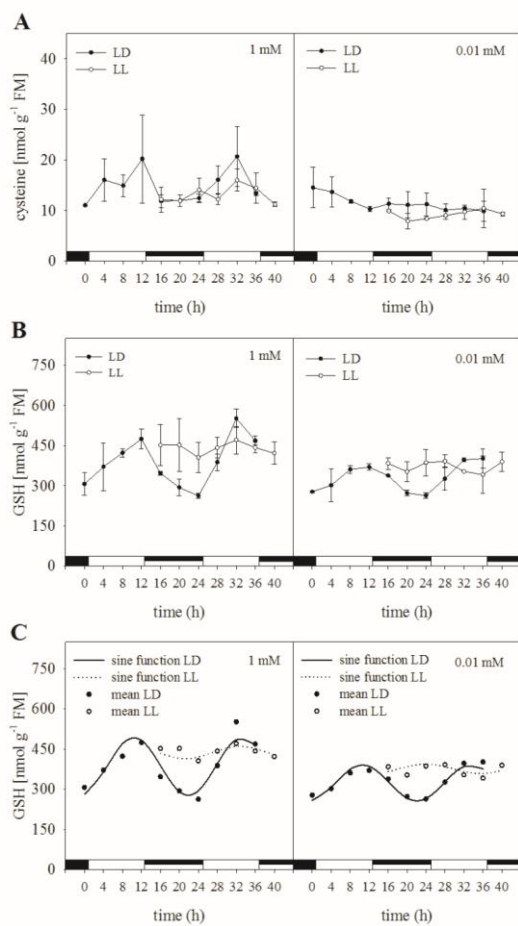 A
LD
LL
1 mM
LD
LL
0.01 mM
cysteine [nmol g⁻¹ FM]
40
30
20
10
0
0 4 8 12 16 20 24 28 32 36 40
0 4 8 12 16 20 24 28 32 36 40
time (h)
time (h)
B
LD
LL
1 mM
LD
LL
0.01 mM
GSH [nmol g⁻¹ FM]
750
600
450
300
150
0
0 4 8 12 16 20 24 28 32 36 40
0 4 8 12 16 20 24 28 32 36 40
time (h)
time (h)
C
sine function LD
sine function LL
mean LD
mean LL
1 mM
sine function LD
sine function LL
mean LD
mean LL
0.01 mM
GSH [nmol g⁻¹ FM]
750
600
450
300
150
0
0 4 8 12 16 20 24 28 32 36 40
0 4 8 12 16 20 24 28 32 36 40
time (h)
time (h)